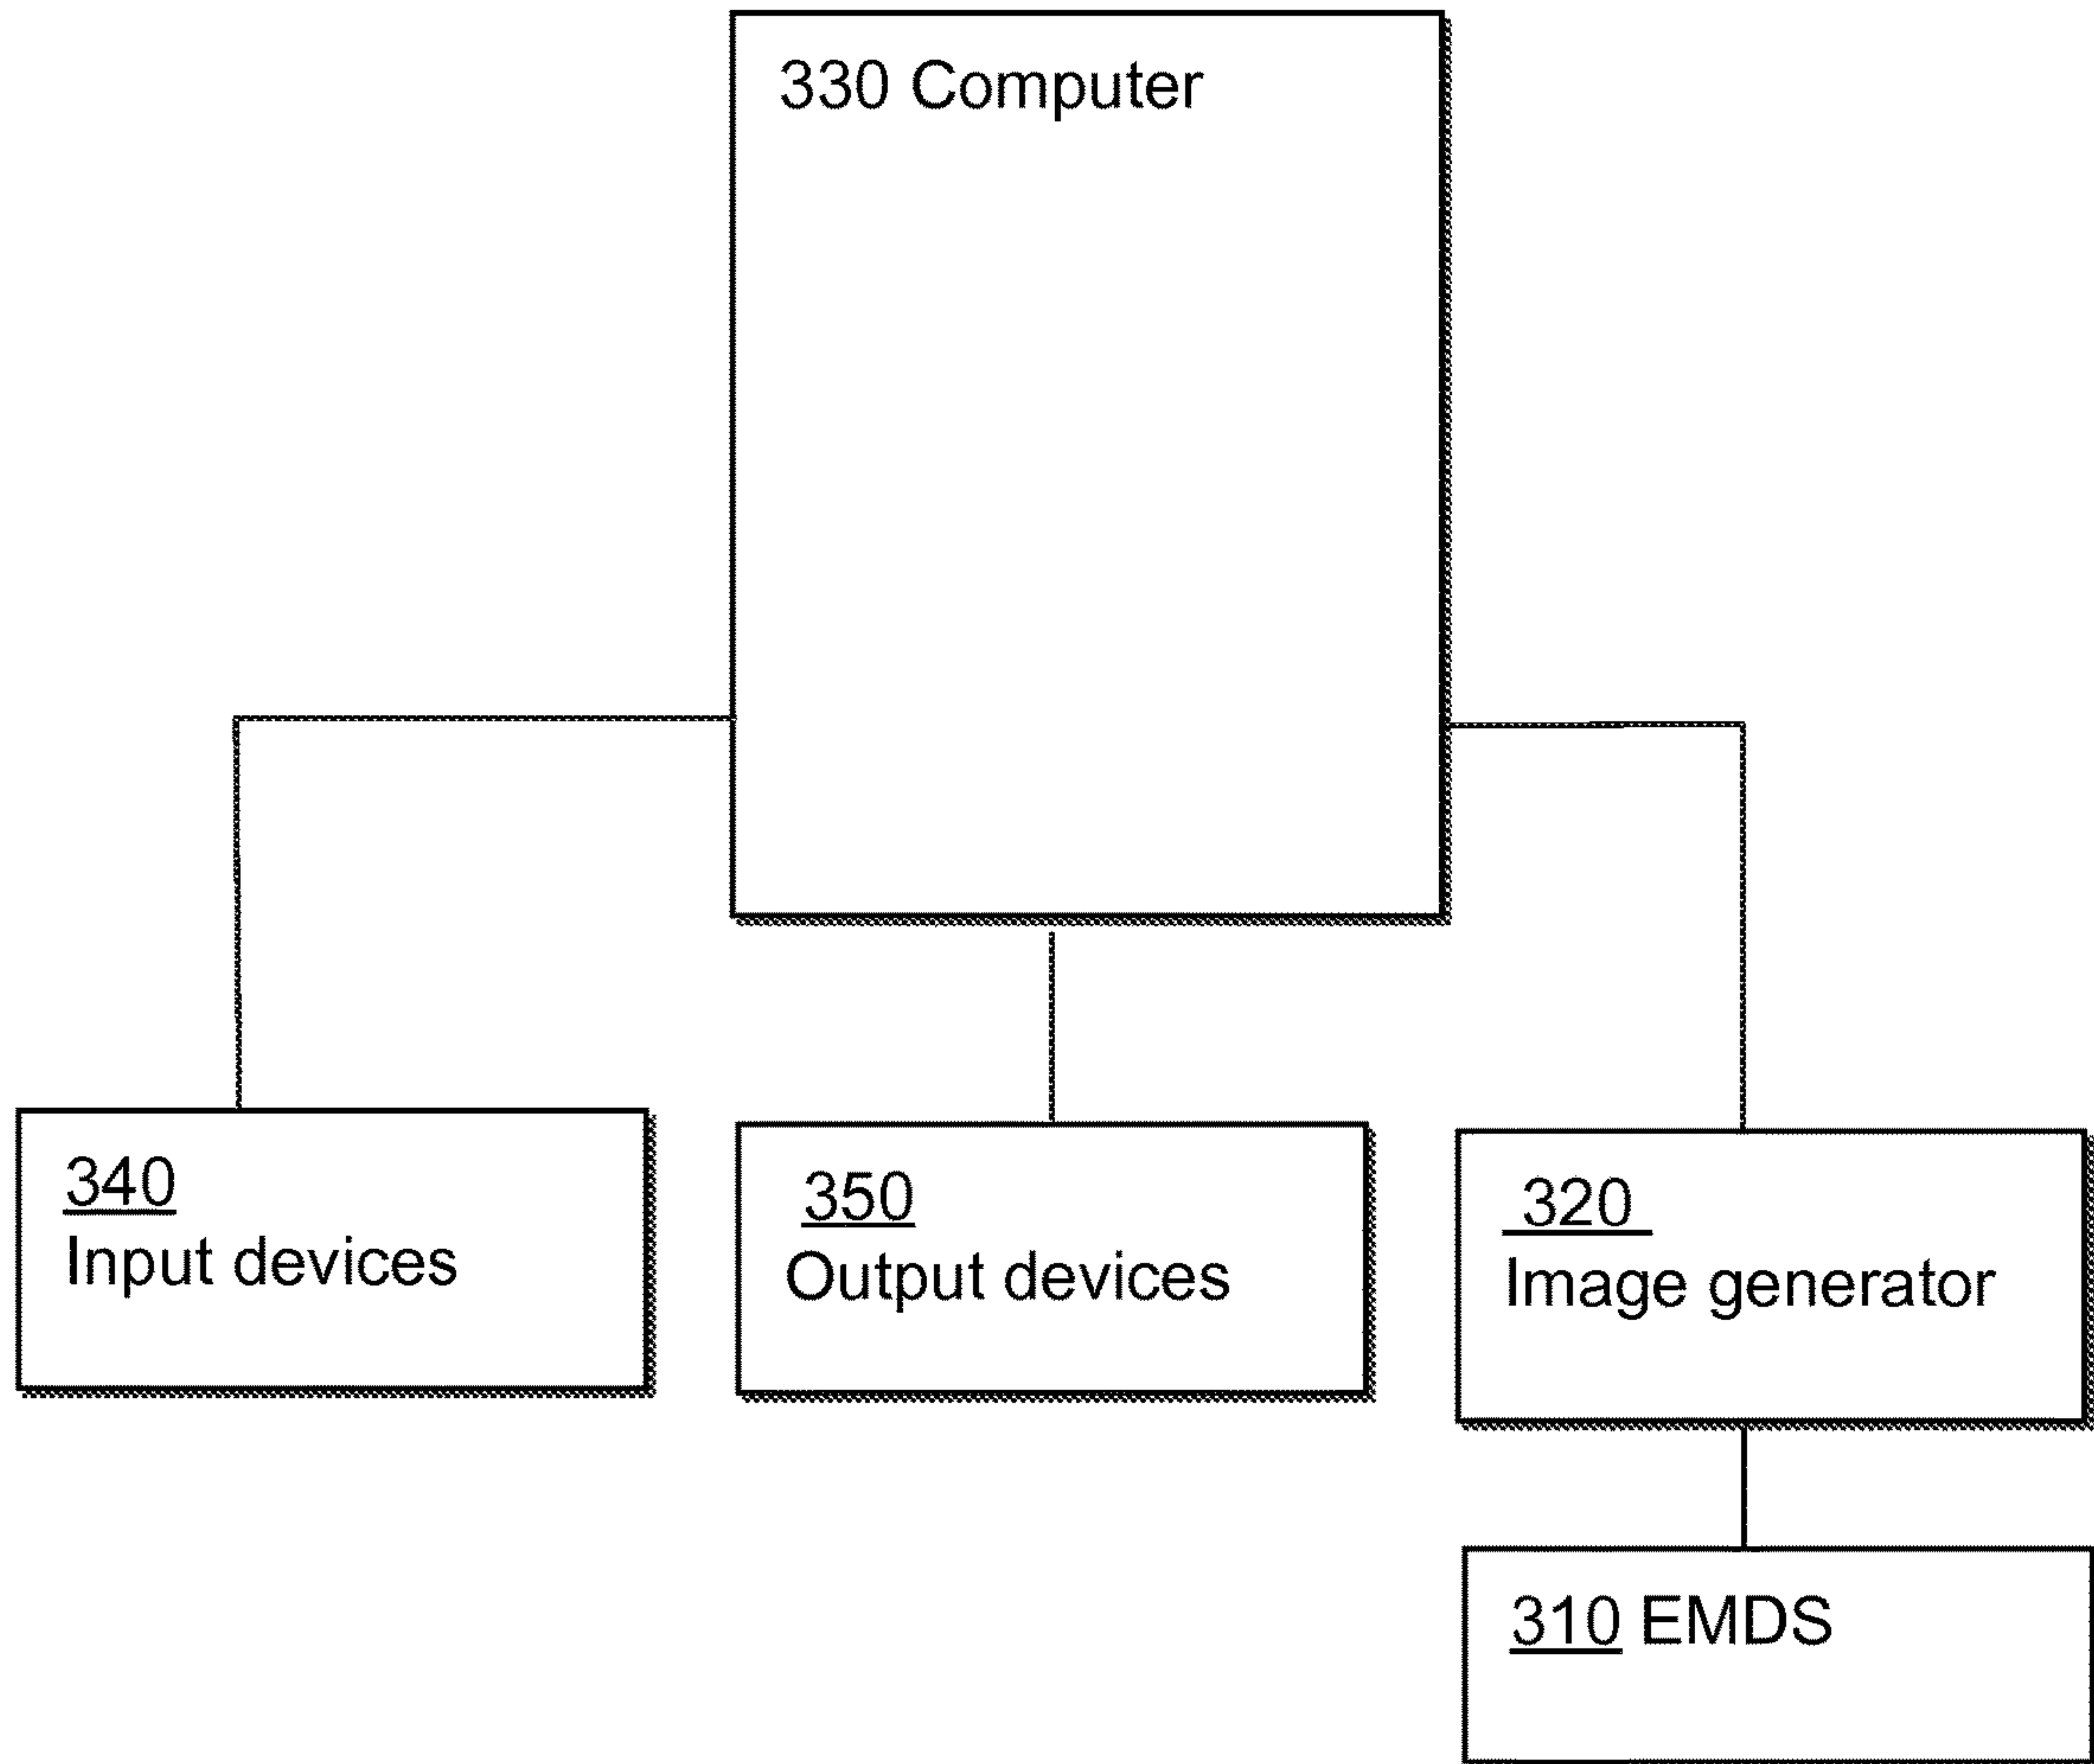 330 Computer
340
Input devices
350
Output devices
320
Image generator
310 EMDS